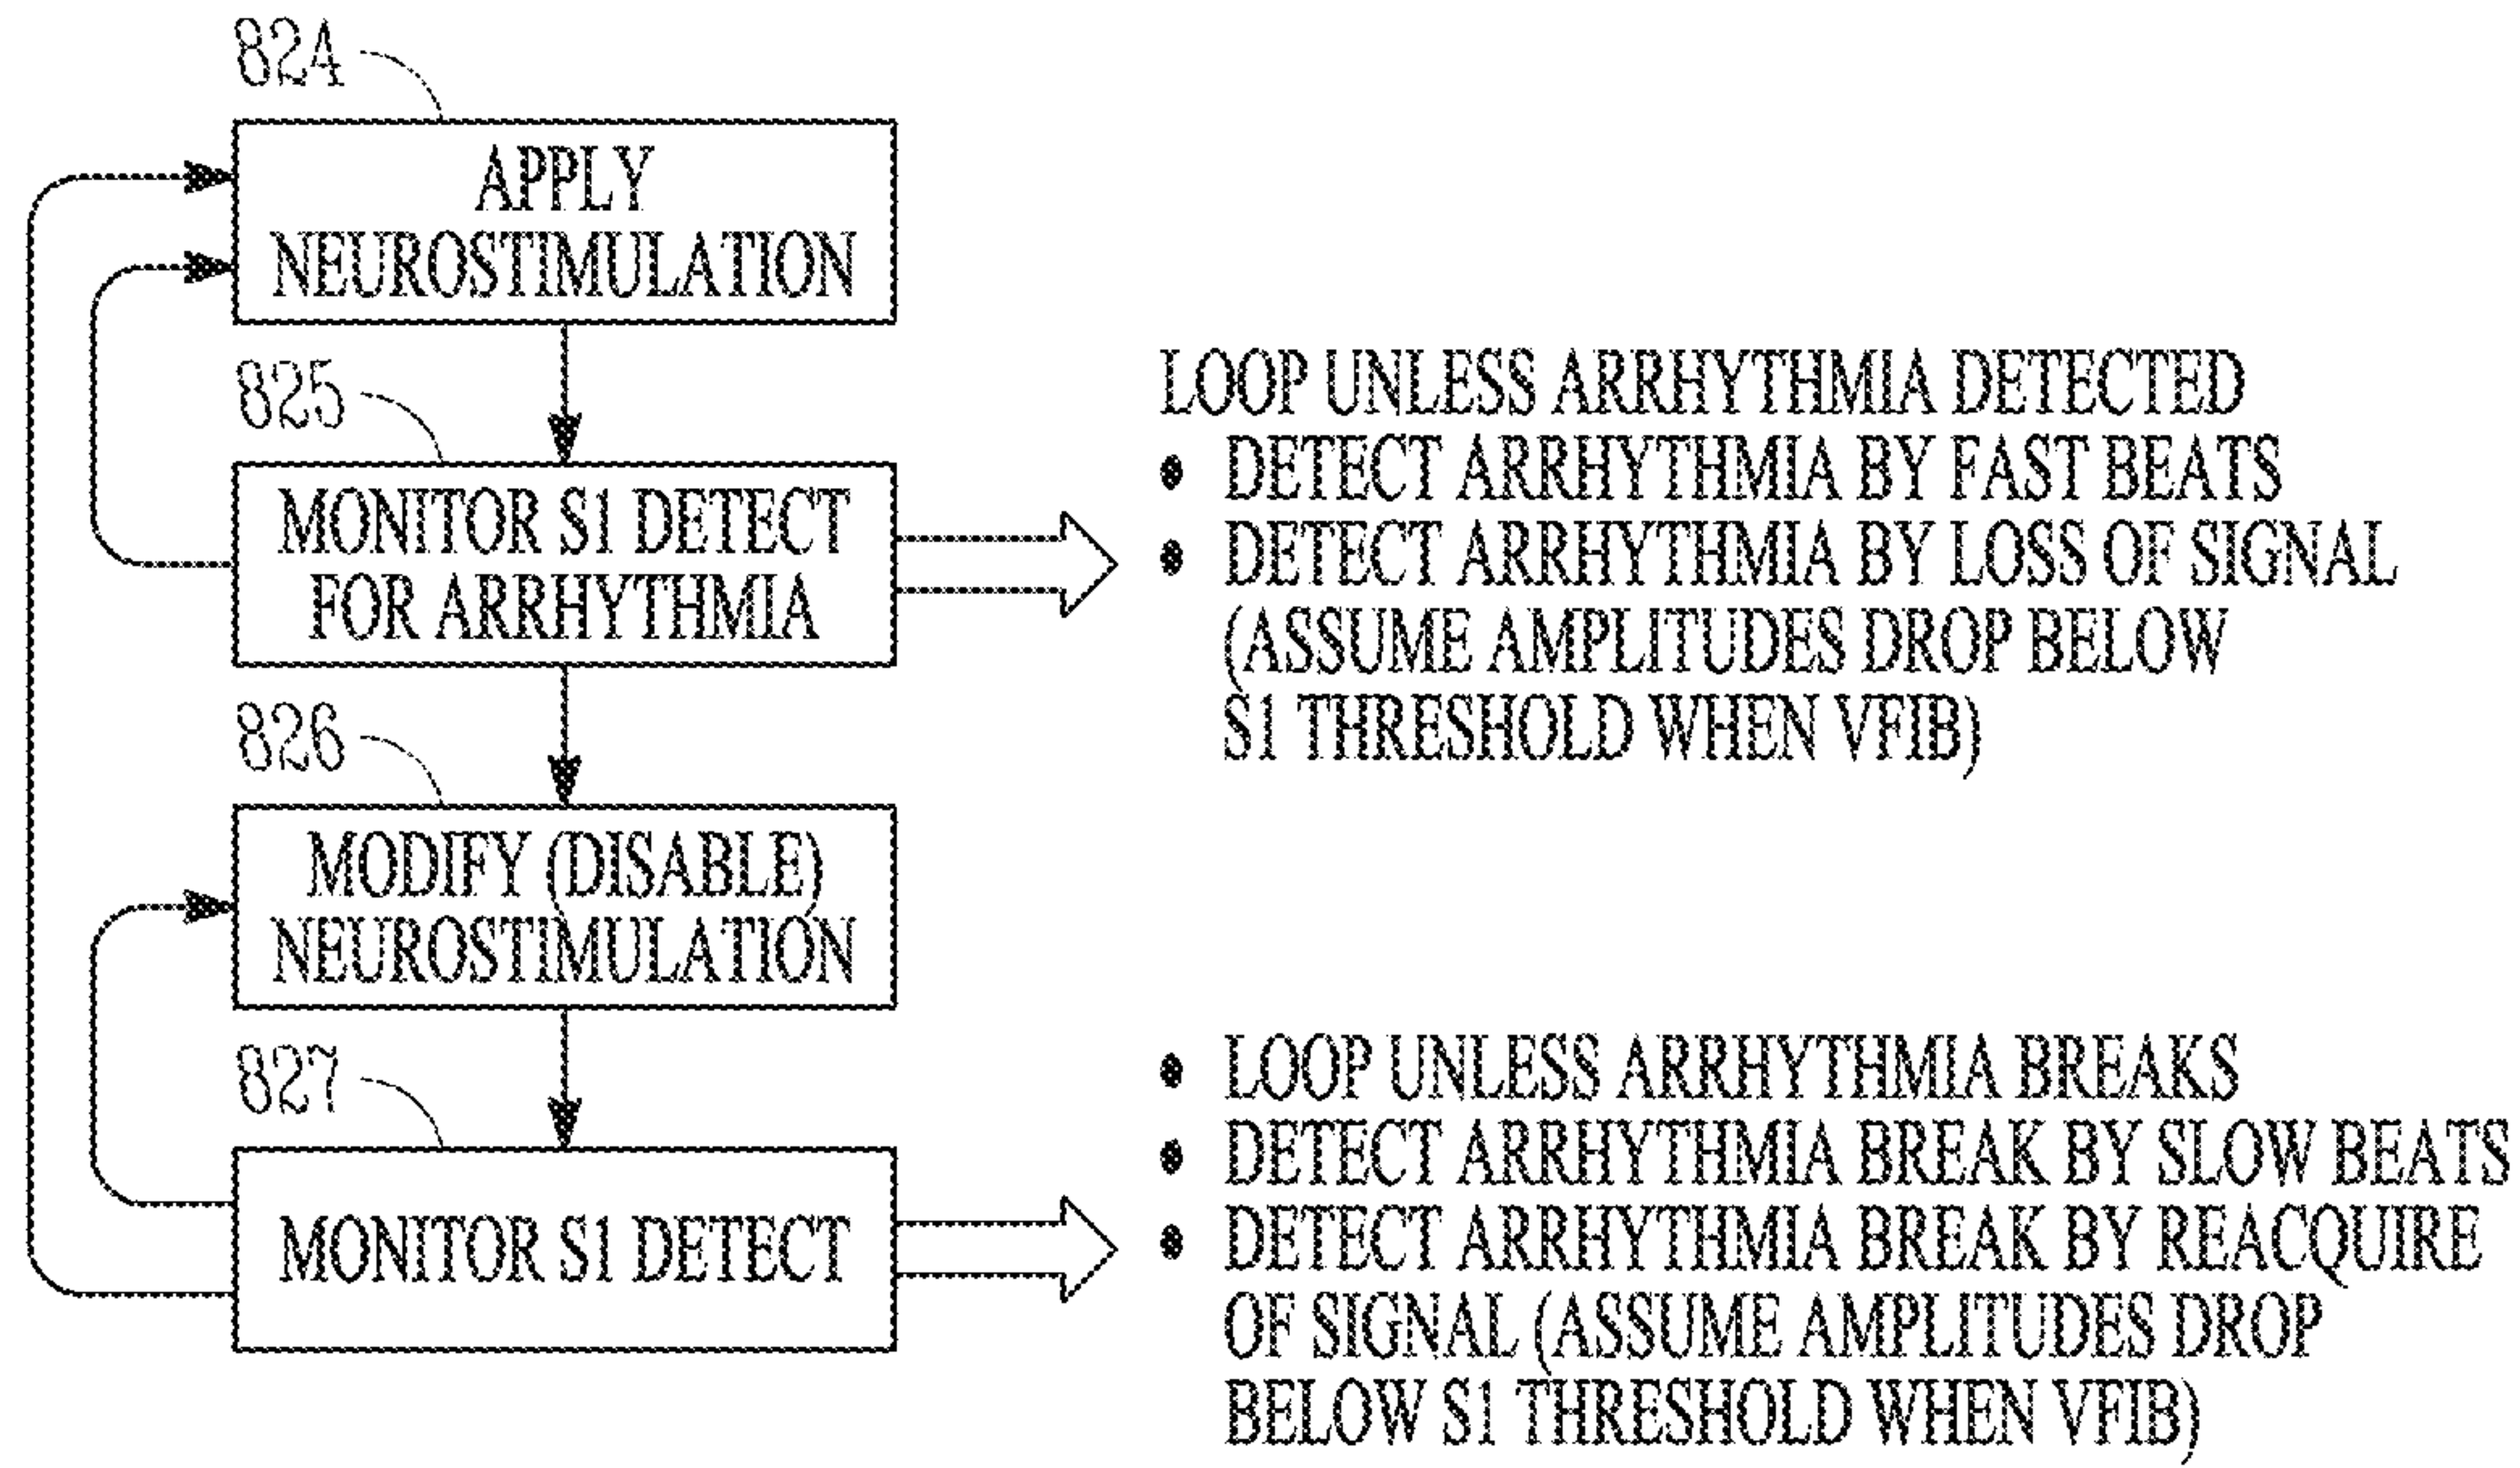 824
APPLY
NEUROSTIMULATION
825
MONITOR S1 DETECT
FOR ARRHYTHMIA
LOOP UNLESS ARRHYTHMIA DETECTED
• DETECT ARRHYTHMIA BY FAST BEATS
• DETECT ARRHYTHMIA BY LOSS OF SIGNAL
(ASSUME AMPLITUDES DROP BELOW
S1 THRESHOLD WHEN VFIB)
826
MODIFY (DISABLE)
NEUROSTIMULATION
827
MONITOR S1 DETECT
• LOOP UNLESS ARRHYTHMIA BREAKS
• DETECT ARRHYTHMIA BREAK BY SLOW BEATS
• DETECT ARRHYTHMIA BREAK BY REACQUIRE
OF SIGNAL (ASSUME AMPLITUDES DROP
BELOW S1 THRESHOLD WHEN VFIB)